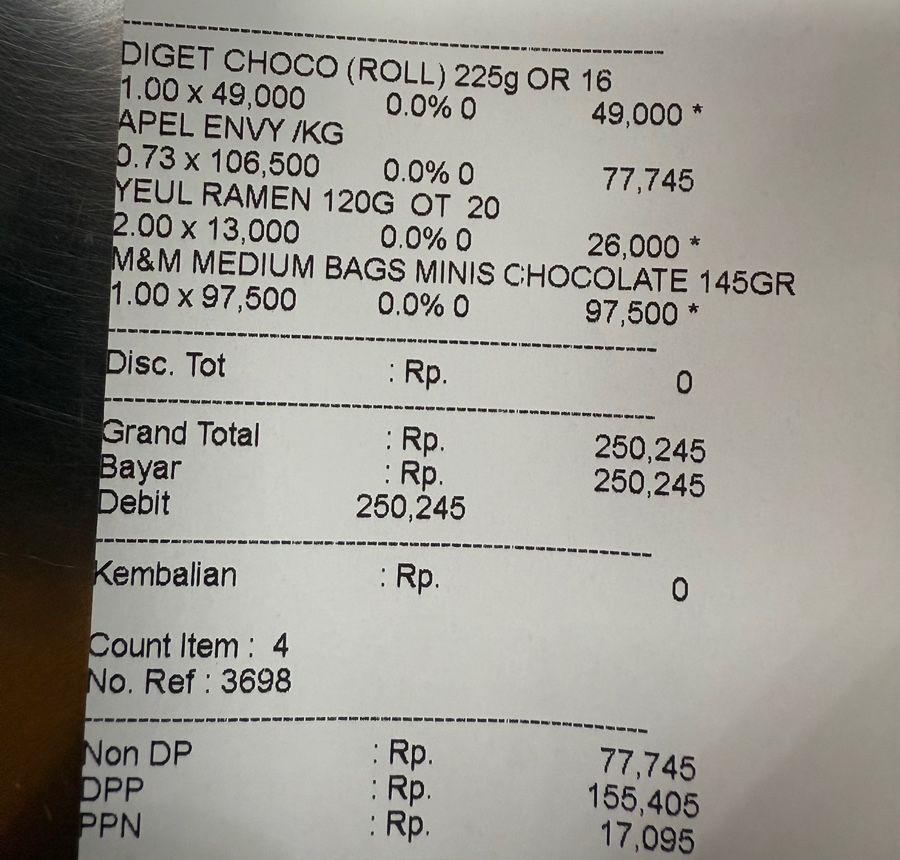 DIGET CHOCO (ROLL) 225g OR 16
1.00 x 49,000 0.0% 0 49,000 *
APEL ENVY /KG
0.73 x 106,500 0.0% 0 77,745
YEUL RAMEN 120G OT 20
2.00 x 13,000 0.0% 0 26,000 *
M&M MEDIUM BAGS MINIS CHOCOLATE 145GR
1.00 x 97,500 0.0% 0 97,500 *
Disc. Tot : Rp. 0
Grand Total : Rp. 250,245
Bayar : Rp. 250,245
Debit 250,245
Kembalian : Rp. 0
Count Item : 4
No. Ref : 3698
Non DP : Rp. 77,745
DPP : Rp. 155,405
PPN : Rp. 17,095